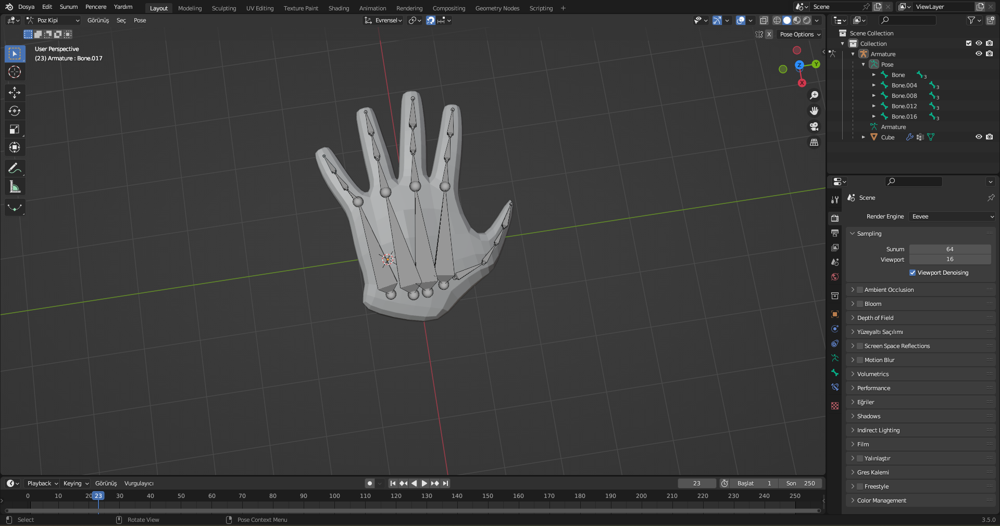 Dosya Edit Sunum Pencere Yardım Layout Modeling Sculpting UV Editing Texture Paint Shading Animation Rendering Compositing Geometry Nodes Scripting + Scene ViewLayer
Poz Kipi Görünüş Seç Pose Evrensel
X Pose Options
User Perspective
(23) Armature : Bone.017
Z Y X
Scene Collection
Collection
Armature
Pose
Bone 3
Bone.004 3
Bone.008 3
Bone.012 3
Bone.016 3
Armature
Cube
Scene
Render Engine Eevee
Sampling
Sunum 64
Viewport 16
Viewport Denoising
Ambient Occlusion
Bloom
Depth of Field
Yüzeyaltı Saçılımı
Screen Space Reflections
Motion Blur
Volumetrics
Performance
Eğriler
Shadows
Indirect Lighting
Film
Yalınlaştır
Gres Kalemi
Freestyle
Color Management
Playback Keying Görünüş Vurgulayıcı 23 Başlat 1 Son 250
0 10 20 23 30 40 50 60 70 80 90 100 110 120 130 140 150 160 170 180 190 200 210 220 230 240 250
Select Rotate View Pose Context Menu 3.5.0